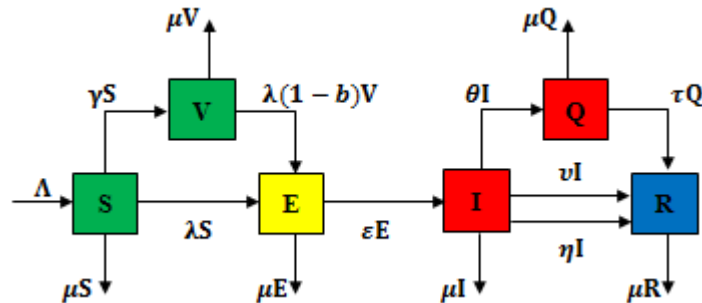 μV μQ
γS λ(1 − b)V θI τQ
V Q
Λ υI
S E I R
λS εE ηI
μS μE μI μR